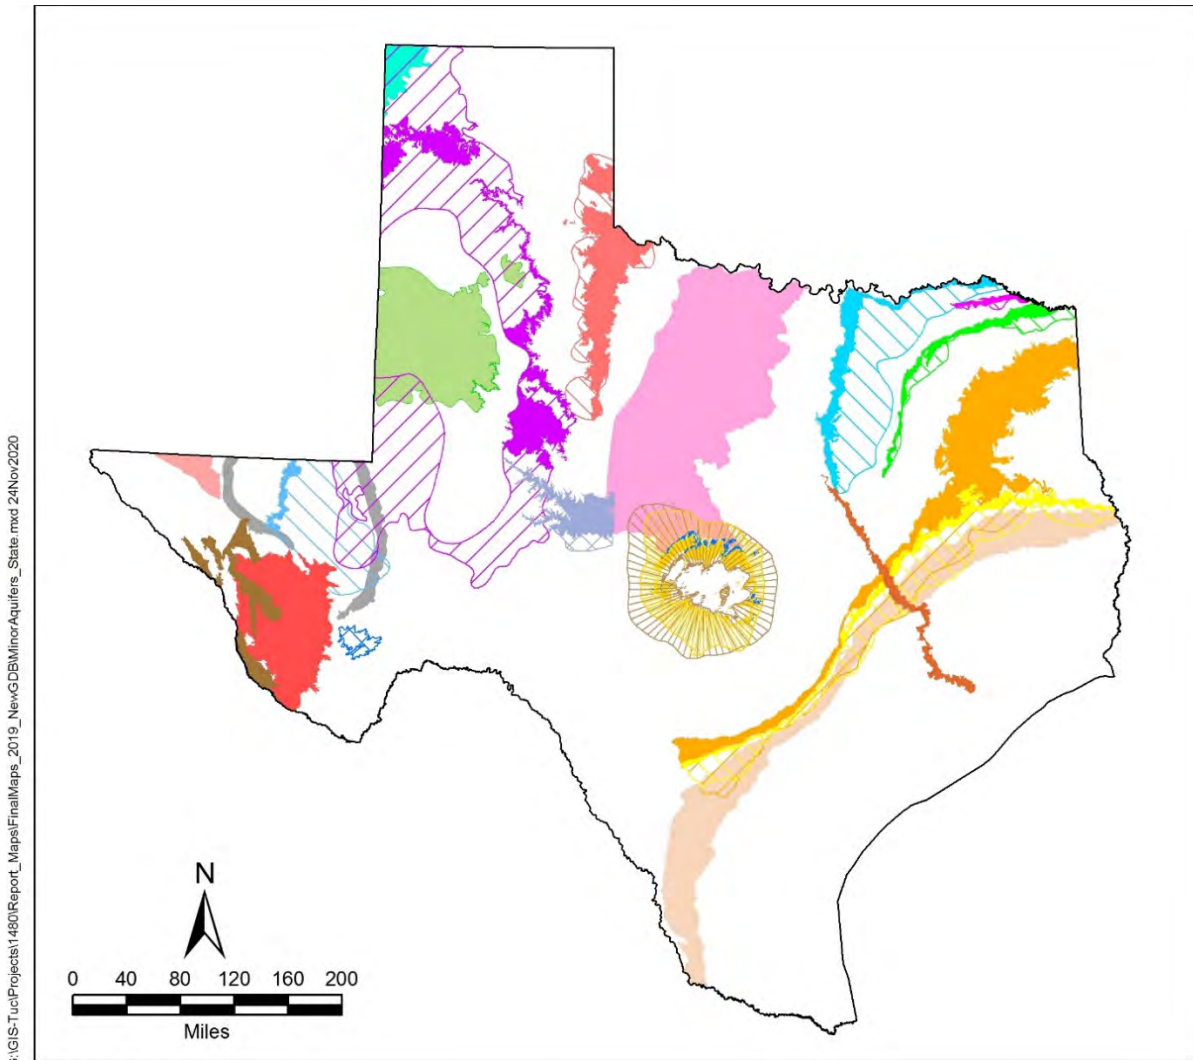 S:\GIS-Tuc\Projects\1480\Report_Maps\FinalMaps_2019_NewGDB\MinorAquifers_State.mxd 24Nov2020
N
0 40 80 120 160 200
Miles